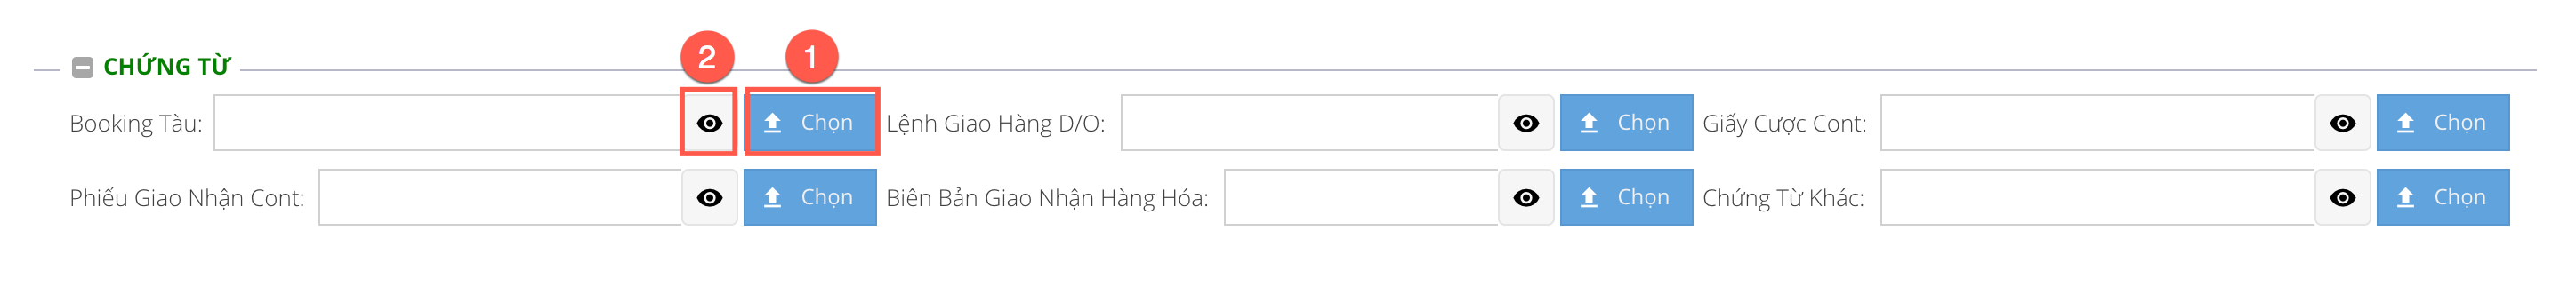 2 1
CHỨNG TỪ
Booking Tàu: Chọn Lệnh Giao Hàng D/O: Chọn Giấy Cược Cont: Chọn
Phiếu Giao Nhận Cont: Chọn Biên Bản Giao Nhận Hàng Hóa: Chọn Chứng Từ Khác: Chọn